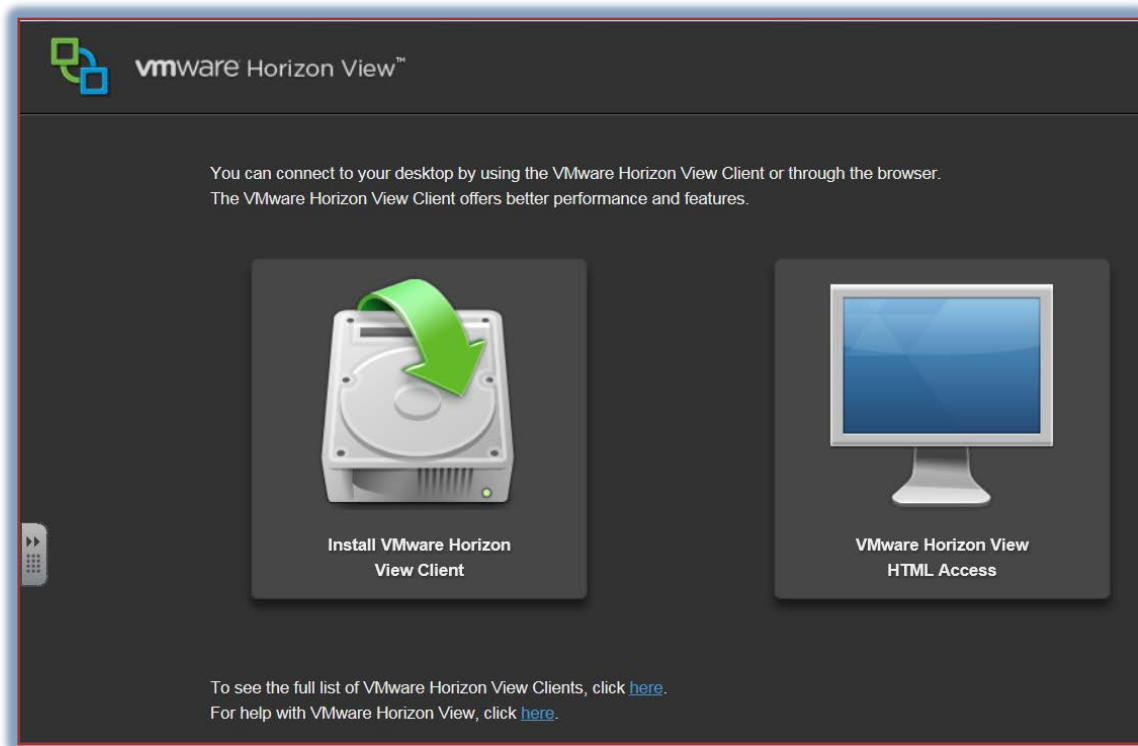 vmware Horizon View™
You can connect to your desktop by using the VMware Horizon View Client or through the browser.
The VMware Horizon View Client offers better performance and features.
Install VMware Horizon
View Client
VMware Horizon View
HTML Access
To see the full list of VMware Horizon View Clients, click here.
For help with VMware Horizon View, click here.